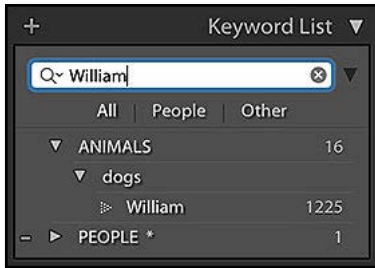 Keyword List
William
All | People | Other
ANIMALS 16
dogs
William 1225
PEOPLE * 1